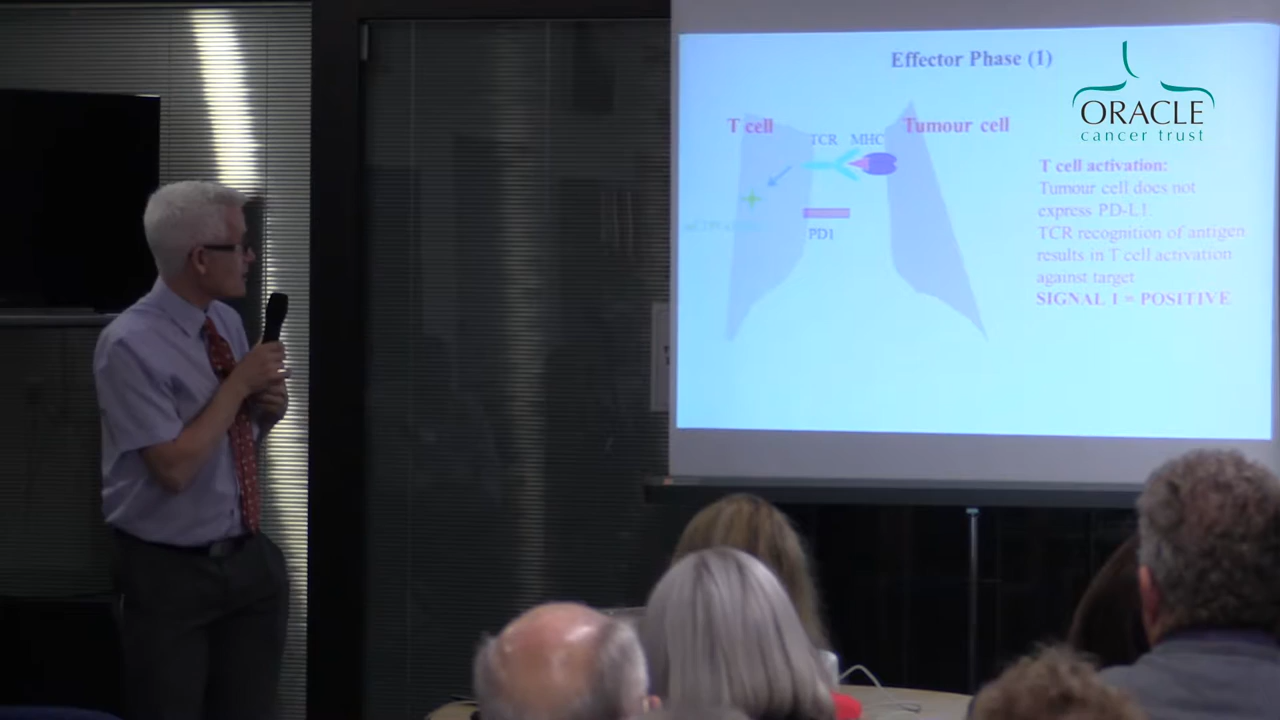 Effector Phase (1)
ORACLE
cancer trust
T cell
Tumour cell
TCR MHC
PD1
T cell activation:
Tumour cell does not
express PD-L1.
TCR recognition of antigen
results in T cell activation
against target
SIGNAL 1 = POSITIVE